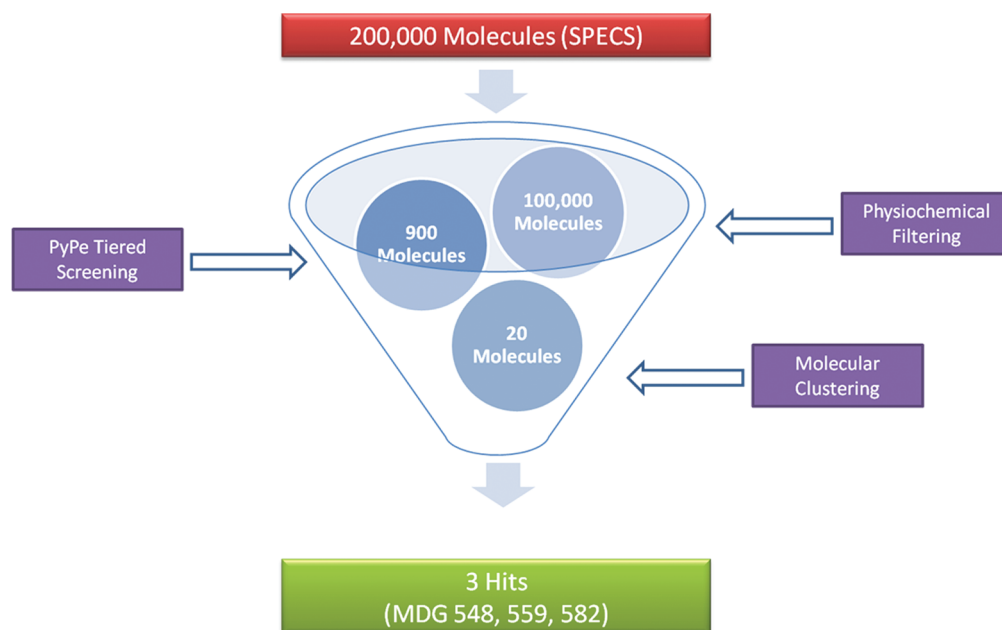 200,000 Molecules (SPECS)
100,000
Molecules
900
Molecules
Physiochemical
Filtering
PyPe Tiered
Screening
20
Molecules
Molecular
Clustering
3 Hits
(MDG 548, 559, 582)